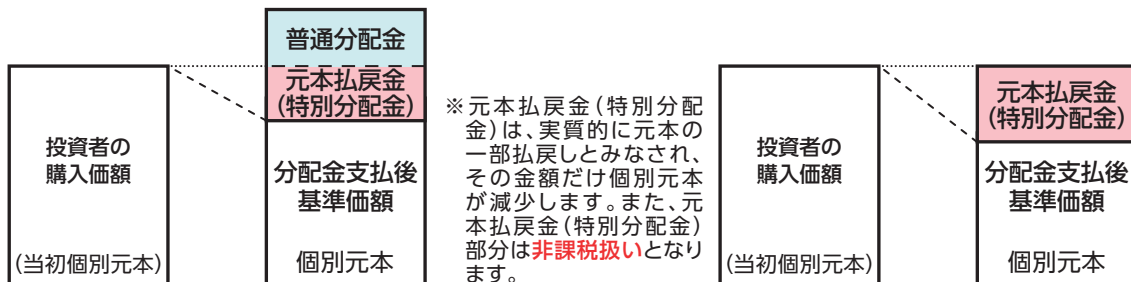 投資者の
購入価額
(当初個別元本)
普通分配金
元本払戻金
(特別分配金)
分配金支払後
基準価額
個別元本
※元本払戻金(特別分配
金)は、実質的に元本の
一部払戻しとみなされ、
その金額だけ個別元本
が減少します。また、元
本払戻金(特別分配金)
部分は非課税扱いとなり
ます。
投資者の
購入価額
(当初個別元本)
元本払戻金
(特別分配金)
分配金支払後
基準価額
個別元本